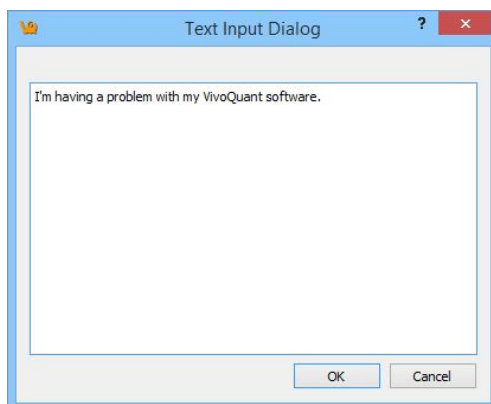 Text Input Dialog
?
I'm having a problem with my VivoQuant software.
OK
Cancel